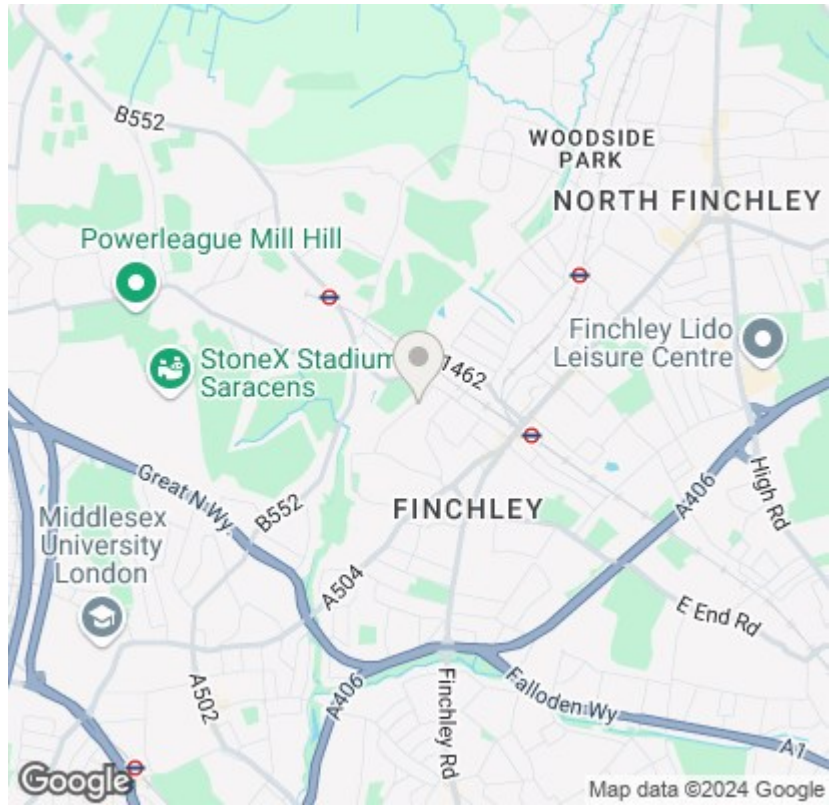 B552
WOODSIDE
PARK
NORTH FINCHLEY
Powerleague Mill Hill
Finchley Lido
Leisure Centre
StoneX Stadium
Saracens
1462
Great N Wy
B552
FINCHLEY
A406
High Rd
Middlesex
University
London
A504
E End Rd
A502
A406
Finchley Rd
Falloden Wy
A1
Google
Map data ©2024 Google